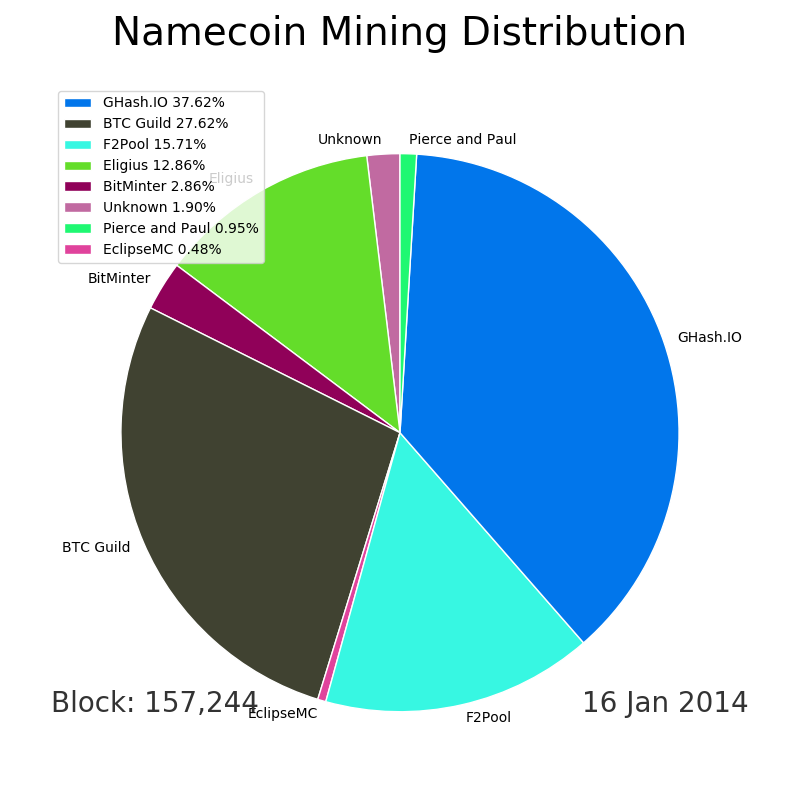 Namecoin Mining Distribution
GHash.IO 37.62%
BTC Guild 27.62%
F2Pool 15.71%
Eligius 12.86%
BitMinter 2.86%
Unknown 1.90%
Pierce and Paul 0.95%
EclipseMC 0.48%
Unknown
Pierce and Paul
Eligius
BitMinter
GHash.IO
BTC Guild
EclipseMC
F2Pool
Block: 157,244
16 Jan 2014